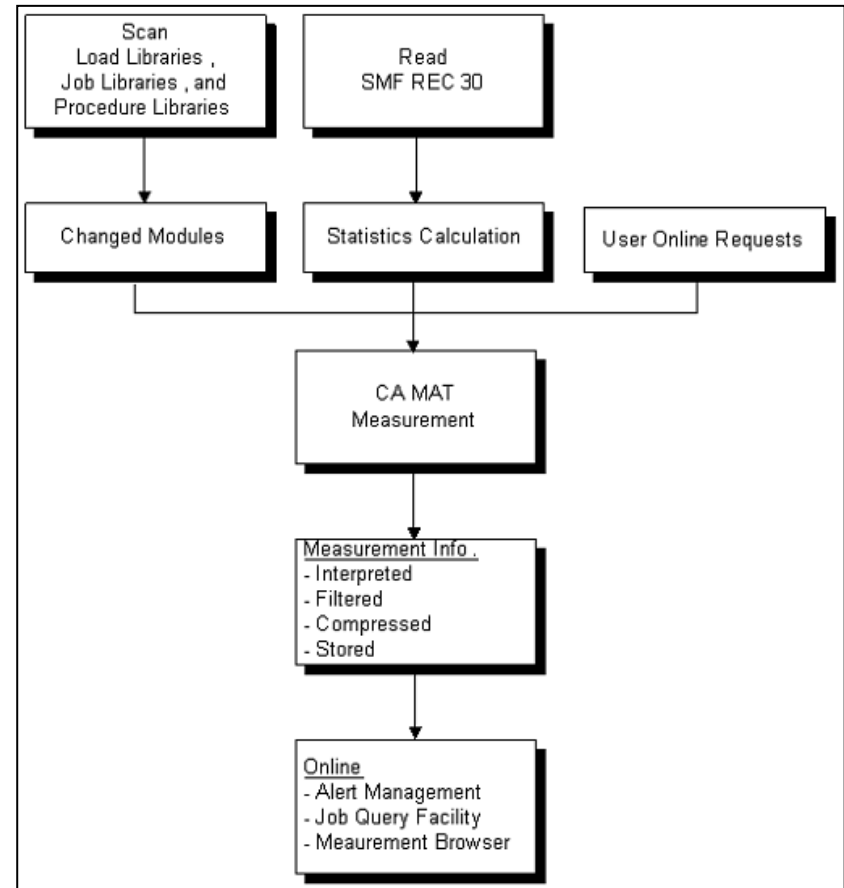 Scan
Load Libraries , 
Job Libraries , and
Procedure Libraries
Read
SMF REC 30
Changed Modules
Statistics Calculation
User Online Requests
CA MAT
Measurement
Measurement Info .
- Interpreted
- Filtered
- Compressed
- Stored
Online
- Alert Management
- Job Query Facility
- Meaurement Browser